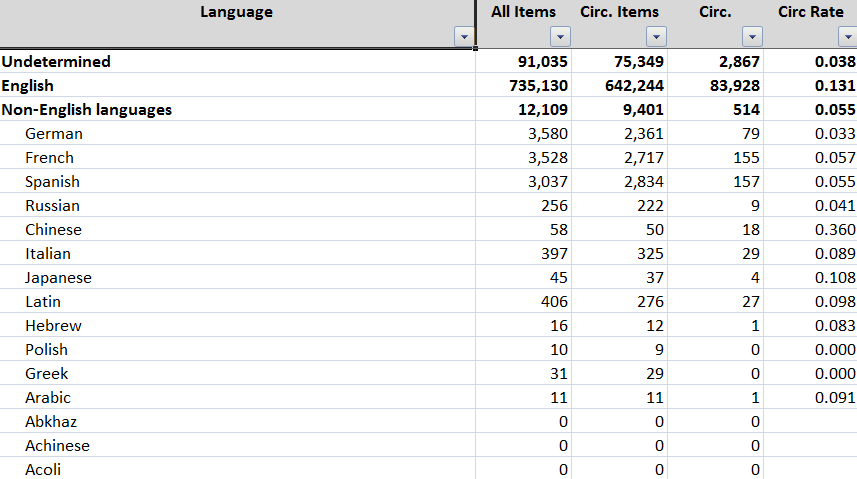 Language All Items Circ. Items Circ. Circ Rate
Undetermined 91,035 75,349 2,867 0.038
English 735,130 642,244 83,928 0.131
Non-English languages 12,109 9,401 514 0.055
German 3,580 2,361 79 0.033
French 3,528 2,717 155 0.057
Spanish 3,037 2,834 157 0.055
Russian 256 222 9 0.041
Chinese 58 50 18 0.360
Italian 397 325 29 0.089
Japanese 45 37 4 0.108
Latin 406 276 27 0.098
Hebrew 16 12 1 0.083
Polish 10 9 0 0.000
Greek 31 29 0 0.000
Arabic 11 11 1 0.091
Abkhaz 0 0 0
Achinese 0 0 0
Acoli 0 0 0